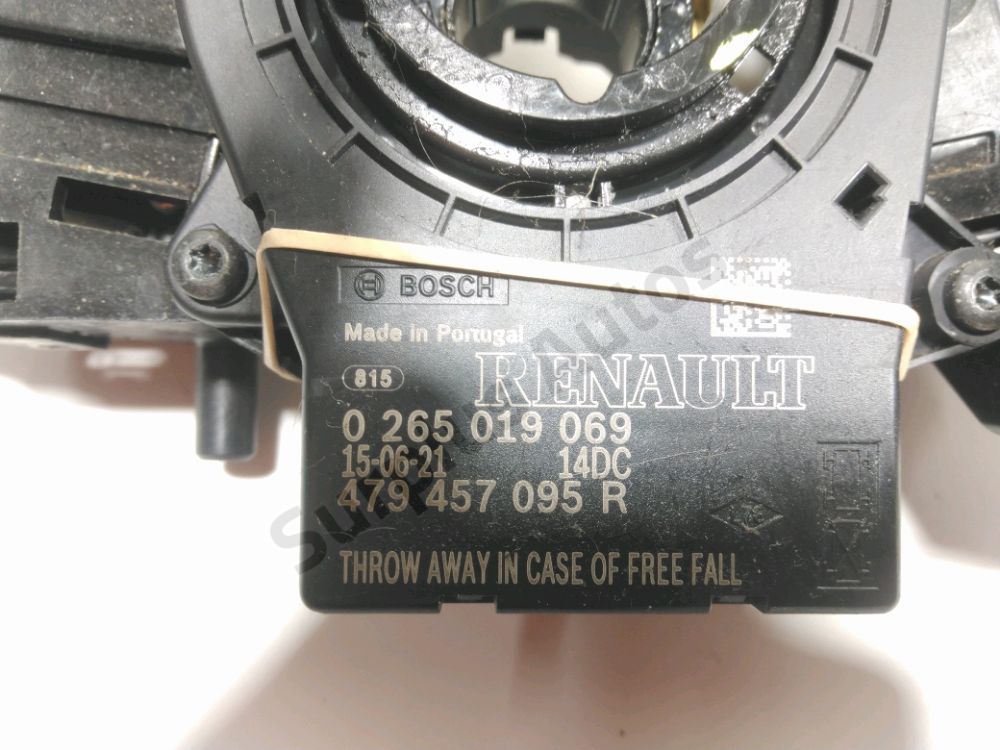 BOSCH
Made in Portugal
815 RENAULT
0 265 019 069
15-06-21 14DC
479 457 095 R
THROW AWAY IN CASE OF FREE FALL